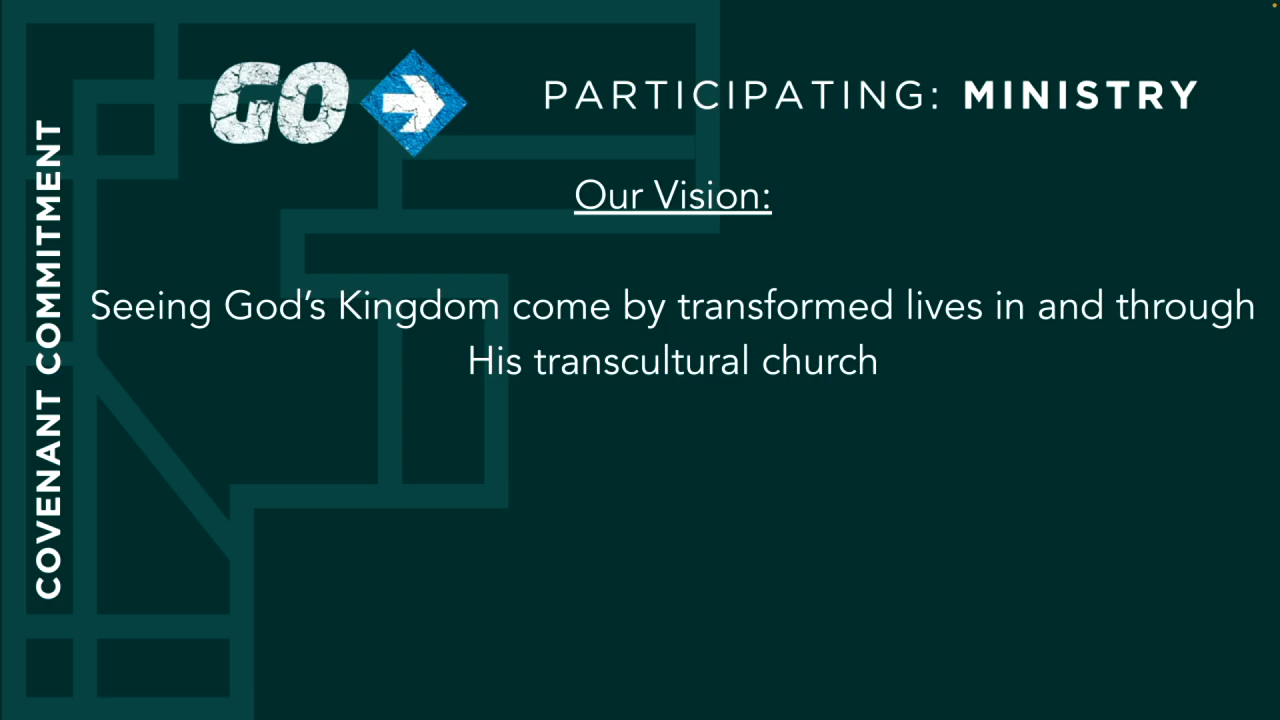 GO
PARTICIPATING: MINISTRY
COVENANT COMMITMENT
Our Vision:
Seeing God’s Kingdom come by transformed lives in and through
His transcultural church